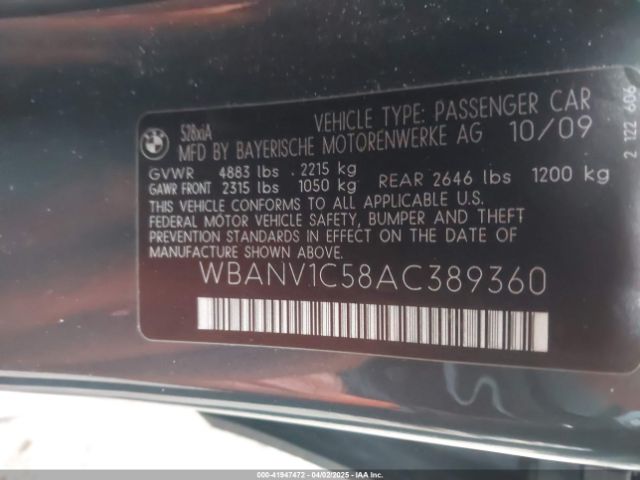 BMW
528xiA
VEHICLE TYPE: PASSENGER CAR
MFD BY BAYERISCHE MOTORENWERKE AG 10/09
GVWR 4883 lbs 2215 kg
GAWR FRONT 2315 lbs 1050 kg REAR 2646 lbs 1200 kg
THIS VEHICLE CONFORMS TO ALL APPLICABLE U.S.
FEDERAL MOTOR VEHICLE SAFETY, BUMPER AND THEFT
PREVENTION STANDARDS IN EFFECT ON THE DATE OF
MANUFACTURE SHOWN ABOVE.
WBANV1C58AC389360
2 122 606
000-41947472 - 04/02/2025 - IAAI.COM